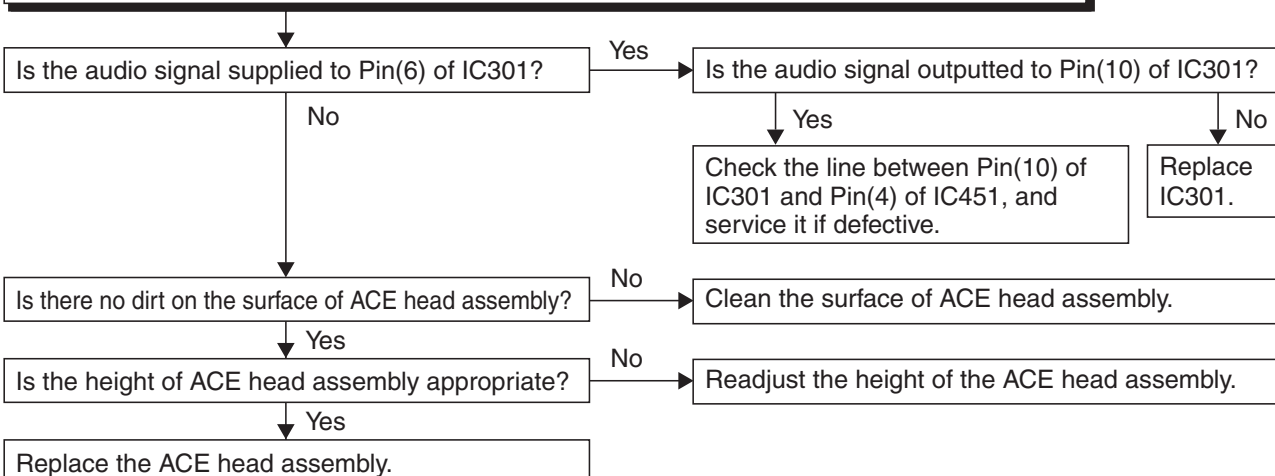 Is the audio signal supplied to Pin(6) of IC301?
Yes
Is the audio signal outputted to Pin(10) of IC301?
No
Yes
No
Check the line between Pin(10) of
IC301 and Pin(4) of IC451, and
service it if defective.
Replace
IC301.
Is there no dirt on the surface of ACE head assembly?
No
Clean the surface of ACE head assembly.
Yes
Is the height of ACE head assembly appropriate?
No
Readjust the height of the ACE head assembly.
Yes
Replace the ACE head assembly.